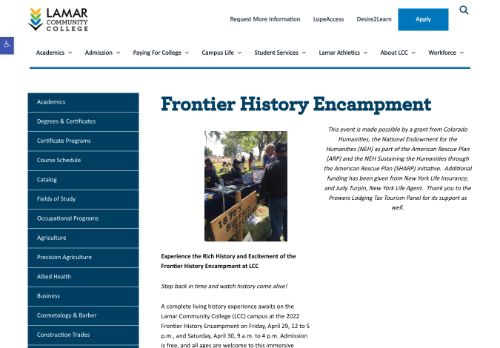 LAMAR
COMMUNITY
COLLEGE
Request More Information
LopeAccess
Desire2Learn
Apply
Academics
Admission
Paying For College
Campus Life
Student Services
Lamar Athletics
About LCC
Workforce
Academics
Degrees & Certificates
Certificate Programs
Course Schedule
Catalog
Fields of Study
Occupational Programs
Agriculture
Precision Agriculture
Allied Health
Business
Cosmetology & Barber
Construction Trades
Frontier History Encampment
Experience the Rich History and Excitement of the
Frontier History Encampment at LCC
Step back in time and watch history come alive!
A complete living history experience awaits on the
Lamar Community College (LCC) campus at the 2022
Frontier History Encampment on Friday, April 29, 12 to 5
p.m., and Saturday, April 30, 9 a.m. to 4 p.m. Admission
is free, and all ages are welcome to this immersive
This event is made possible by a grant from Colorado
Humanities, the National Endowment for the
Humanities (NEH) as part of the American Rescue Plan
(ARP) and the NEH Sustaining the Humanities through
the American Rescue Plan (SHARP) initiative. Additional
funding has been given from New York Life Insurance,
and Judy Turpin, New York Life Agent. Thank you to the
Prowers Lodging Tax Tourism Panel for its support as
well.